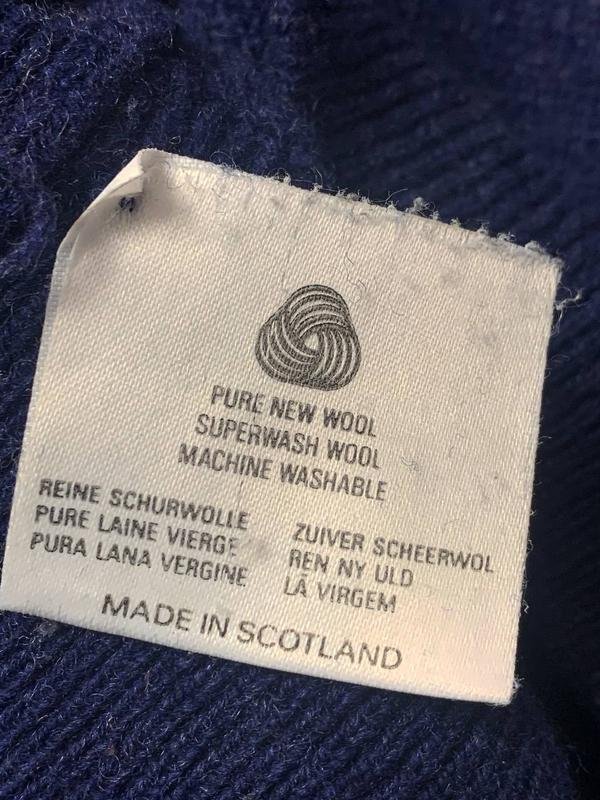 PURE NEW WOOL
SUPERWASH WOOL
MACHINE WASHABLE
REINE SCHURWOLLE
PURE LAINE VIERGE
PURA LANA VERGINE
ZUIVER SCHEERWOL
REN NY ULD
LÃ VIRGEM
MADE IN SCOTLAND